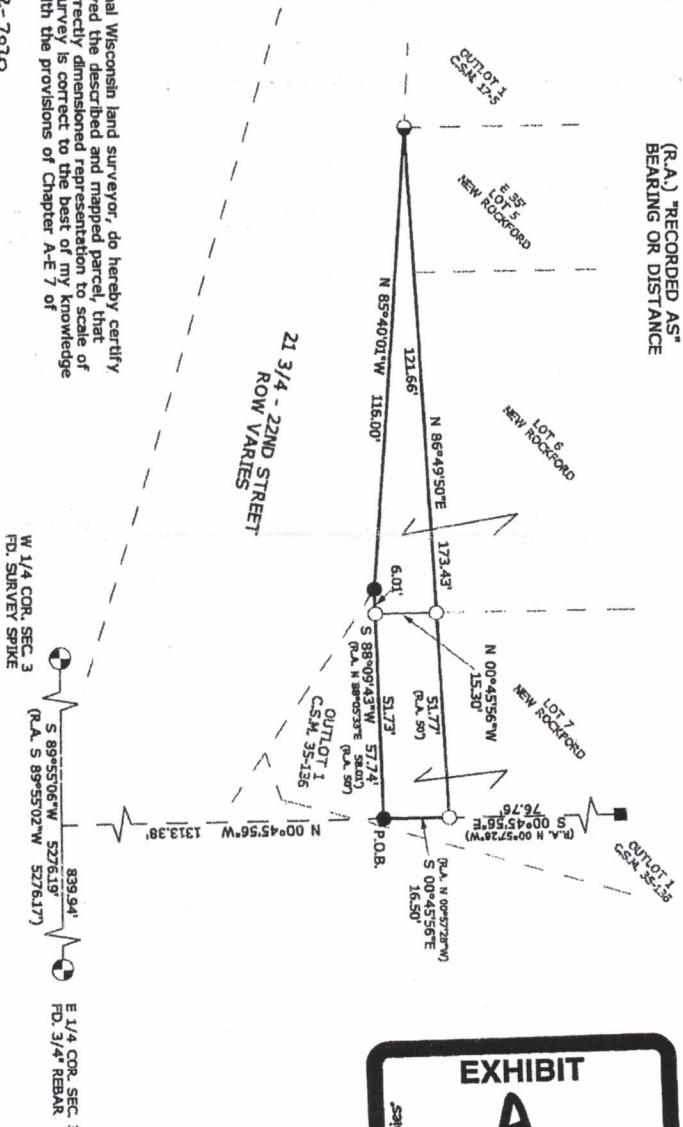 (R.A.) "RECORDED AS"
BEARING OR DISTANCE
OUTLOT 1
C.S.M. 17-5
E 35'
LOT 5
NEW ROCKFORD
LOT 6
NEW ROCKFORD
LOT 7
NEW ROCKFORD
OUTLOT 1
C.S.M. 35-136
N 86°49'50"E 173.43'
121.66'
51.77'
(R.A. 50')
N 85°40'01"W 116.00'
6.01'
N 00°45'56"W
15.30'
51.73'
S 88°09'43"W 57.74'
(R.A. N 88°05'33"E 58.01')
(R.A. 50')
S 00°45'56"E
76.76'
(R.A. N 00°57'28"W)
(R.A. N 00°57'28"W)
S 00°45'56"E
16.50'
P.O.B.
OUTLOT 1
C.S.M. 35-136
N 00°45'56"W 1313.38'
21 3/4 - 22ND STREET
ROW VARIES
W 1/4 COR. SEC. 3
FD. SURVEY SPIKE
839.94'
S 89°55'06"W 5276.19'
(R.A. S 89°55'02"W 5276.17')
E 1/4 COR. SEC.
FD. 3/4" REBAR
nal Wisconsin land surveyor, do hereby certify
red the described and mapped parcel, that
rrectly dimensioned representation to scale of
urvey is correct to the best of my knowledge
ith the provisions of Chapter A-E 7 of
EXHIBIT
A